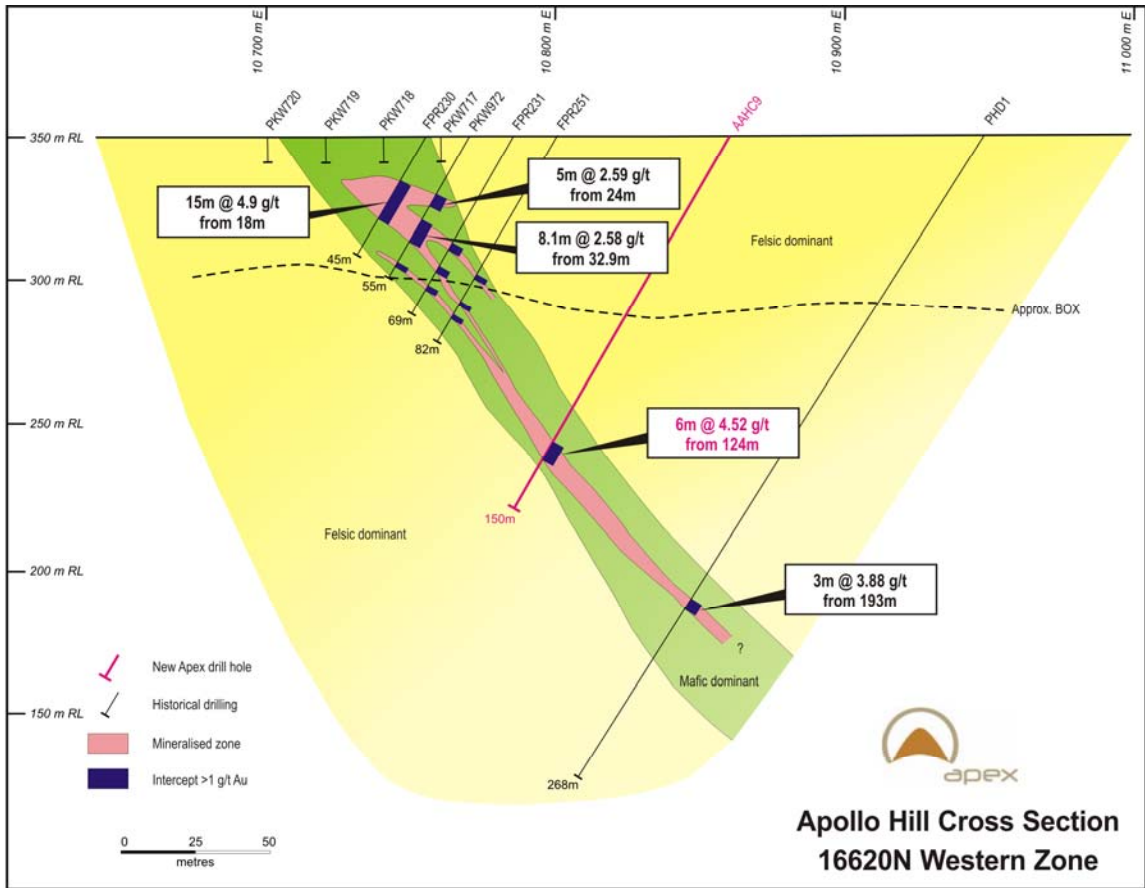 10 700 m E
10 800 m E
10 900 m E
11 000 m E
PKW720
PKW719
PKW718
FPR230
PKW717
PKW972
FPR231
FPR251
AAHC9
PHD1
350 m RL
15m @ 4.9 g/t
from 18m
5m @ 2.59 g/t
from 24m
8.1m @ 2.58 g/t
from 32.9m
Felsic dominant
45m
55m
69m
82m
300 m RL
Approx. BOX
250 m RL
6m @ 4.52 g/t
from 124m
150m
Felsic dominant
200 m RL
3m @ 3.88 g/t
from 193m
?
Mafic dominant
150 m RL
268m
New Apex drill hole
Historical drilling
Mineralised zone
Intercept >1 g/t Au
0 25 50
metres
apex
Apollo Hill Cross Section
16620N Western Zone